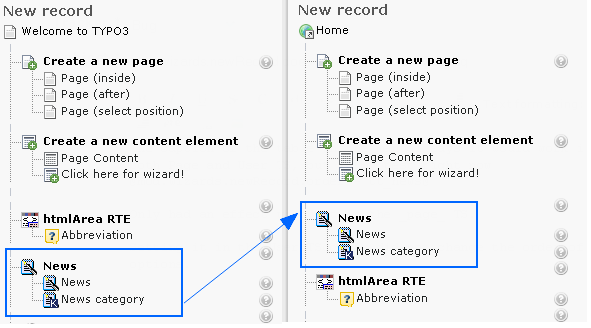 New record
Welcome to TYPO3
Create a new page
Page (inside)
Page (after)
Page (select position)
Create a new content element
Page Content
Click here for wizard!
htmlArea RTE
Abbreviation
News
News
News category
New record
Home
Create a new page
Page (inside)
Page (after)
Page (select position)
Create a new content element
Page Content
Click here for wizard!
News
News
News category
htmlArea RTE
Abbreviation